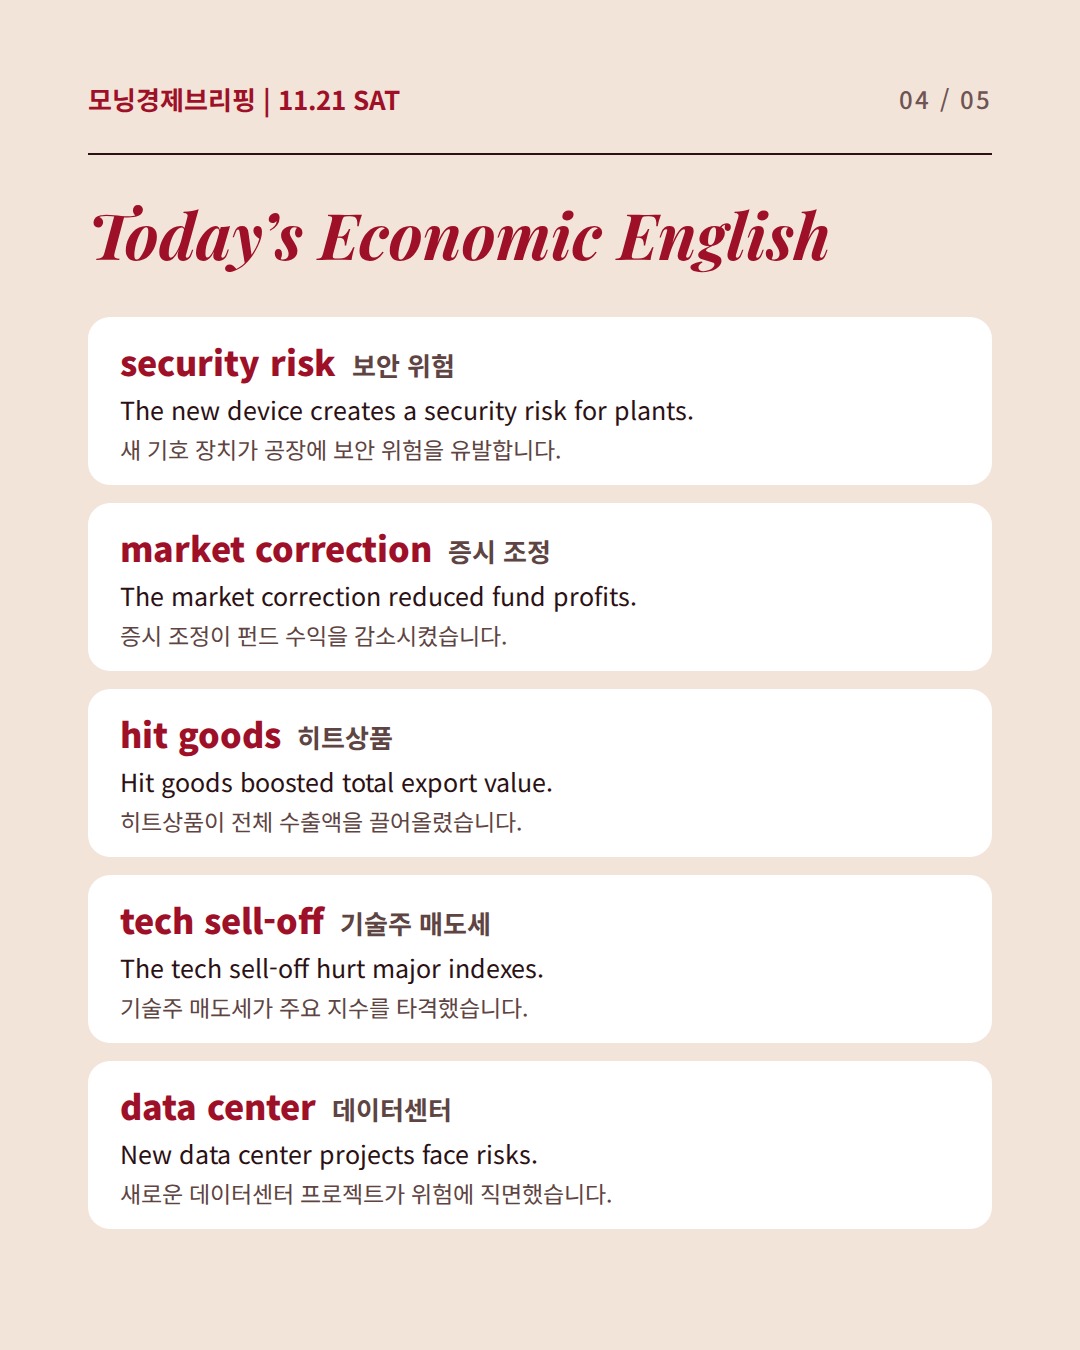 모닝경제브리핑 | 11.21 SAT
04 / 05
Today’s Economic English
security risk 보안 위험
The new device creates a security risk for plants.
새 기호 장치가 공장에 보안 위험을 유발합니다.
market correction 증시 조정
The market correction reduced fund profits.
증시 조정이 펀드 수익을 감소시켰습니다.
hit goods 히트상품
Hit goods boosted total export value.
히트상품이 전체 수출액을 끌어올렸습니다.
tech sell-off 기술주 매도세
The tech sell-off hurt major indexes.
기술주 매도세가 주요 지수를 타격했습니다.
data center 데이터센터
New data center projects face risks.
새로운 데이터센터 프로젝트가 위험에 직면했습니다.